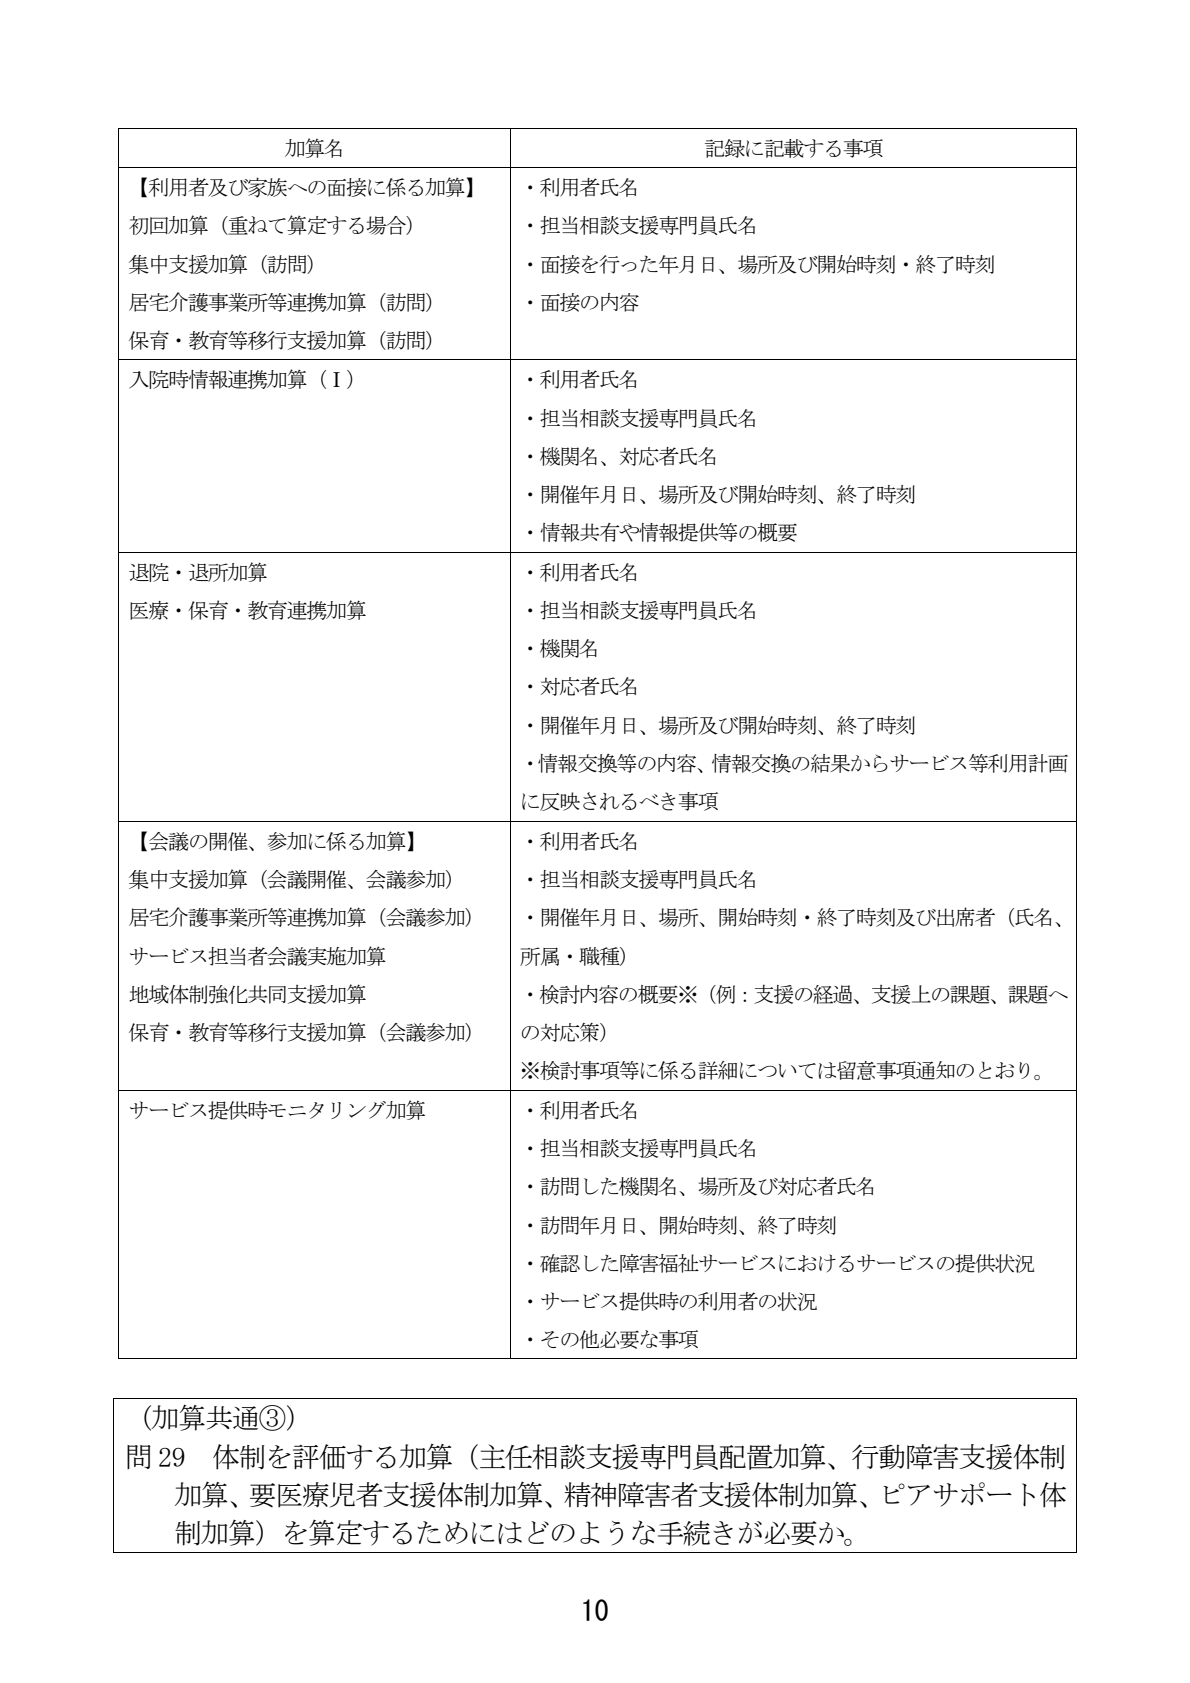 加算名
記録に記載する事項
【利用者及び家族への面接に係る加算】
初回加算（重ねて算定する場合）
集中支援加算（訪問）
居宅介護事業所等連携加算（訪問）
保育・教育等移行支援加算（訪問）
・利用者氏名
・担当相談支援専門員氏名
・面接を行った年月日、場所及び開始時刻・終了時刻
・面接の内容
入院時情報連携加算（Ⅰ）
・利用者氏名
・担当相談支援専門員氏名
・機関名、対応者氏名
・開催年月日、場所及び開始時刻、終了時刻
・情報共有や情報提供等の概要
退院・退所加算
医療・保育・教育連携加算
・利用者氏名
・担当相談支援専門員氏名
・機関名
・対応者氏名
・開催年月日、場所及び開始時刻、終了時刻
・情報交換等の内容、情報交換の結果からサービス等利用計画
に反映されるべき事項
【会議の開催、参加に係る加算】
集中支援加算（会議開催、会議参加）
居宅介護事業所等連携加算（会議参加）
サービス担当者会議実施加算
地域体制強化共同支援加算
保育・教育等移行支援加算（会議参加）
・利用者氏名
・担当相談支援専門員氏名
・開催年月日、場所、開始時刻・終了時刻及び出席者（氏名、
所属・職種）
・検討内容の概要※（例：支援の経過、支援上の課題、課題へ
の対応策）
※検討事項等に係る詳細については留意事項通知のとおり。
サービス提供時モニタリング加算
・利用者氏名
・担当相談支援専門員氏名
・訪問した機関名、場所及び対応者氏名
・訪問年月日、開始時刻、終了時刻
・確認した障害福祉サービスにおけるサービスの提供状況
・サービス提供時の利用者の状況
・その他必要な事項
（加算共通③）
問29　体制を評価する加算（主任相談支援専門員配置加算、行動障害支援体制
加算、要医療児者支援体制加算、精神障害者支援体制加算、ピアサポート体
制加算）を算定するためにはどのような手続きが必要か。
10